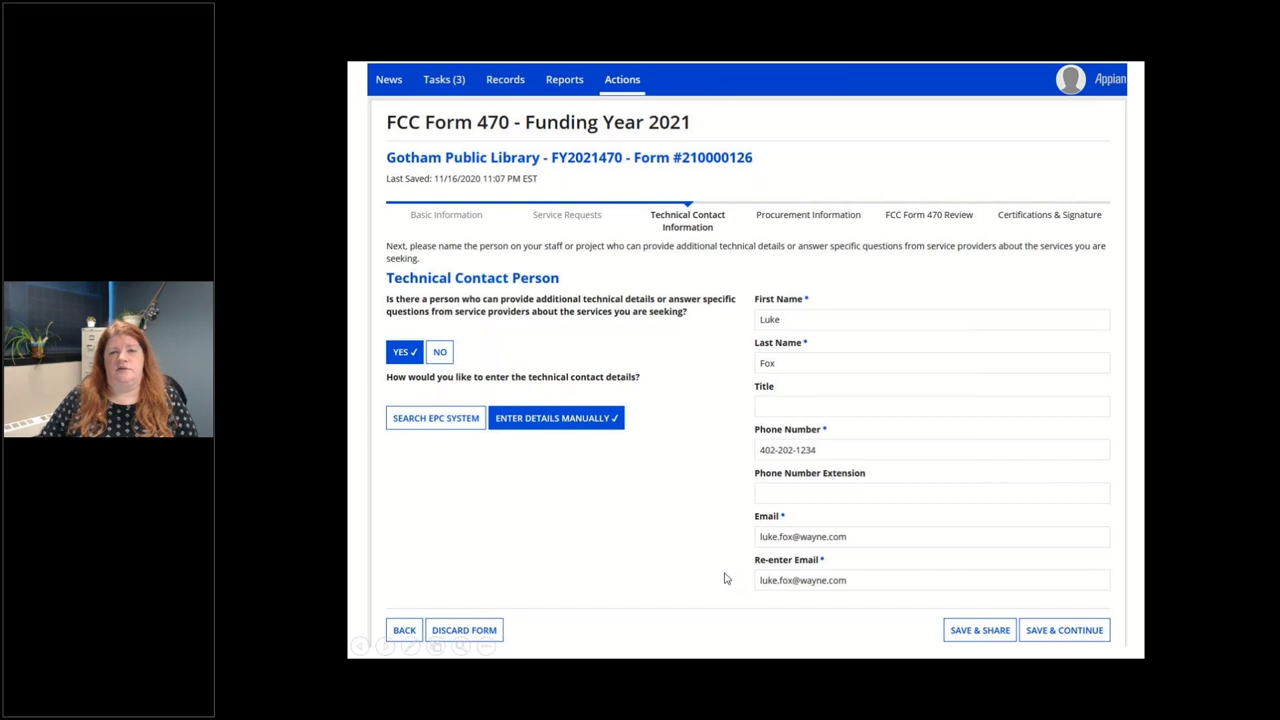 News Tasks (3) Records Reports Actions Appian
FCC Form 470 - Funding Year 2021
Gotham Public Library - FY2021470 - Form #210000126
Last Saved: 11/16/2020 11:07 PM EST
Basic Information Service Requests Technical Contact Information Procurement Information FCC Form 470 Review Certifications & Signature
Next, please name the person on your staff or project who can provide additional technical details or answer specific questions from service providers about the services you are
seeking.
Technical Contact Person
Is there a person who can provide additional technical details or answer specific
questions from service providers about the services you are seeking?
YES ✓ NO
How would you like to enter the technical contact details?
SEARCH EPC SYSTEM ENTER DETAILS MANUALLY ✓
First Name *
Luke
Last Name *
Fox
Title
Phone Number *
402-202-1234
Phone Number Extension
Email *
luke.fox@wayne.com
Re-enter Email *
luke.fox@wayne.com
BACK DISCARD FORM SAVE & SHARE SAVE & CONTINUE